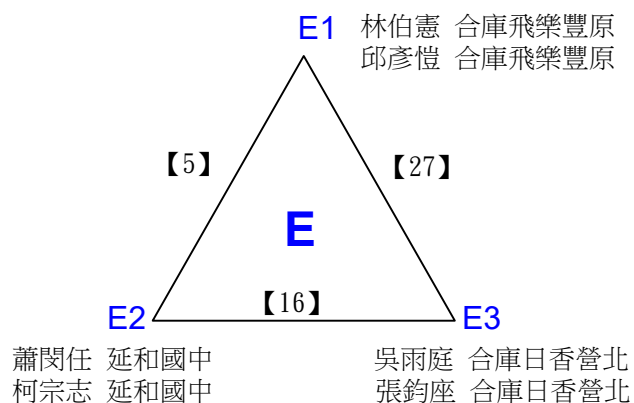 E1
林伯憲 合庫飛樂豐原
邱彥愷 合庫飛樂豐原
【5】
【27】
E
【16】
E2
E3
蕭閔任 延和國中
柯宗志 延和國中
吳雨庭 合庫日香營北
張鈞座 合庫日香營北